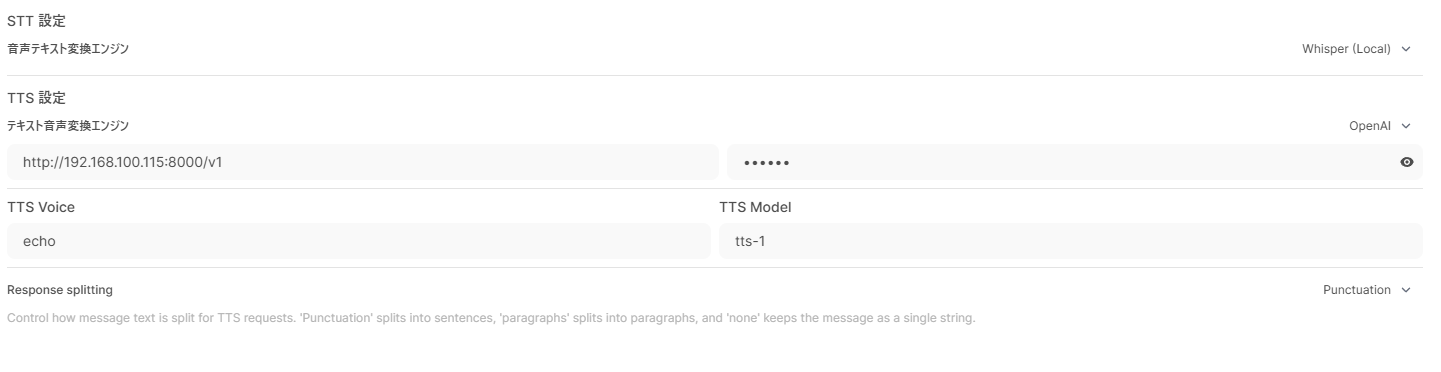 STT 設定
音声テキスト変換エンジン Whisper (Local)
TTS 設定
テキスト音声変換エンジン OpenAI
http://192.168.100.115:8000/v1 ••••••
TTS Voice TTS Model
echo tts-1
Response splitting Punctuation
Control how message text is split for TTS requests. 'Punctuation' splits into sentences, 'paragraphs' splits into paragraphs, and 'none' keeps the message as a single string.